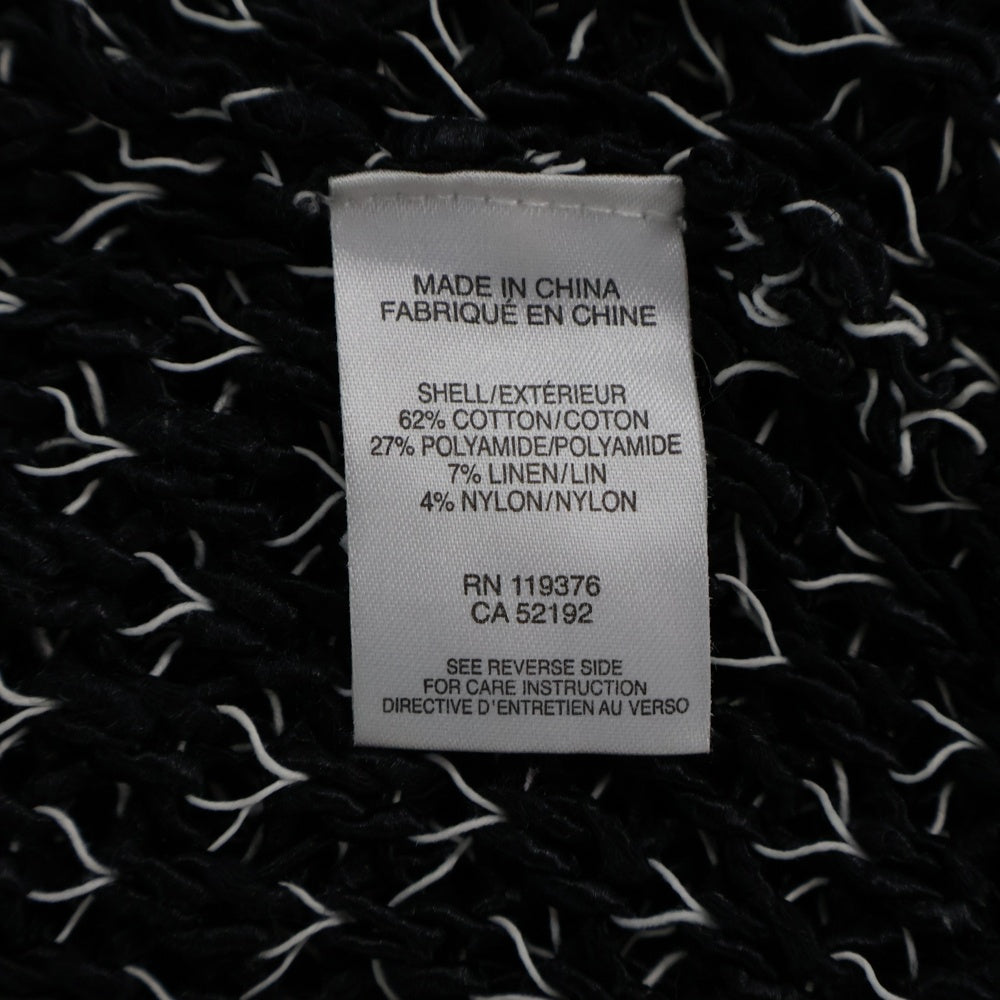 MADE IN CHINA
FABRIQUÉ EN CHINE
SHELL/EXTÉRIEUR
62% COTTON/COTON
27% POLYAMIDE/POLYAMIDE
7% LINEN/LIN
4% NYLON/NYLON
RN 119376
CA 52192
SEE REVERSE SIDE
FOR CARE INSTRUCTION
DIRECTIVE D'ENTRETIEN AU VERSO